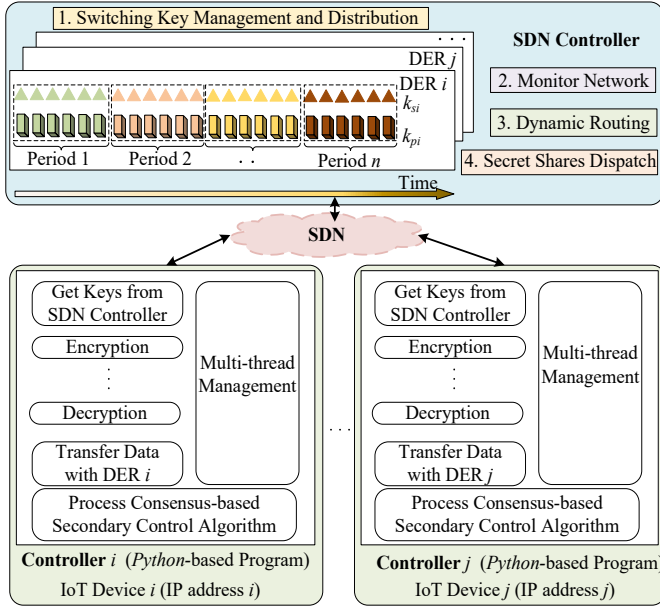 1. Switching Key Management and Distribution
. . .
SDN Controller
DER j
DER i
k_si
k_pi
Period 1
Period 2
. .
Period n
2. Monitor Network
3. Dynamic Routing
4. Secret Shares Dispatch
Time
SDN
Get Keys from
SDN Controller
Encryption
Decryption
Transfer Data
with DER i
Multi-thread
Management
Process Consensus-based
Secondary Control Algorithm
Controller i (Python-based Program)
IoT Device i (IP address i)
. . .
Get Keys from
SDN Controller
Encryption
Decryption
Transfer Data
with DER j
Multi-thread
Management
Process Consensus-based
Secondary Control Algorithm
Controller j (Python-based Program)
IoT Device j (IP address j)